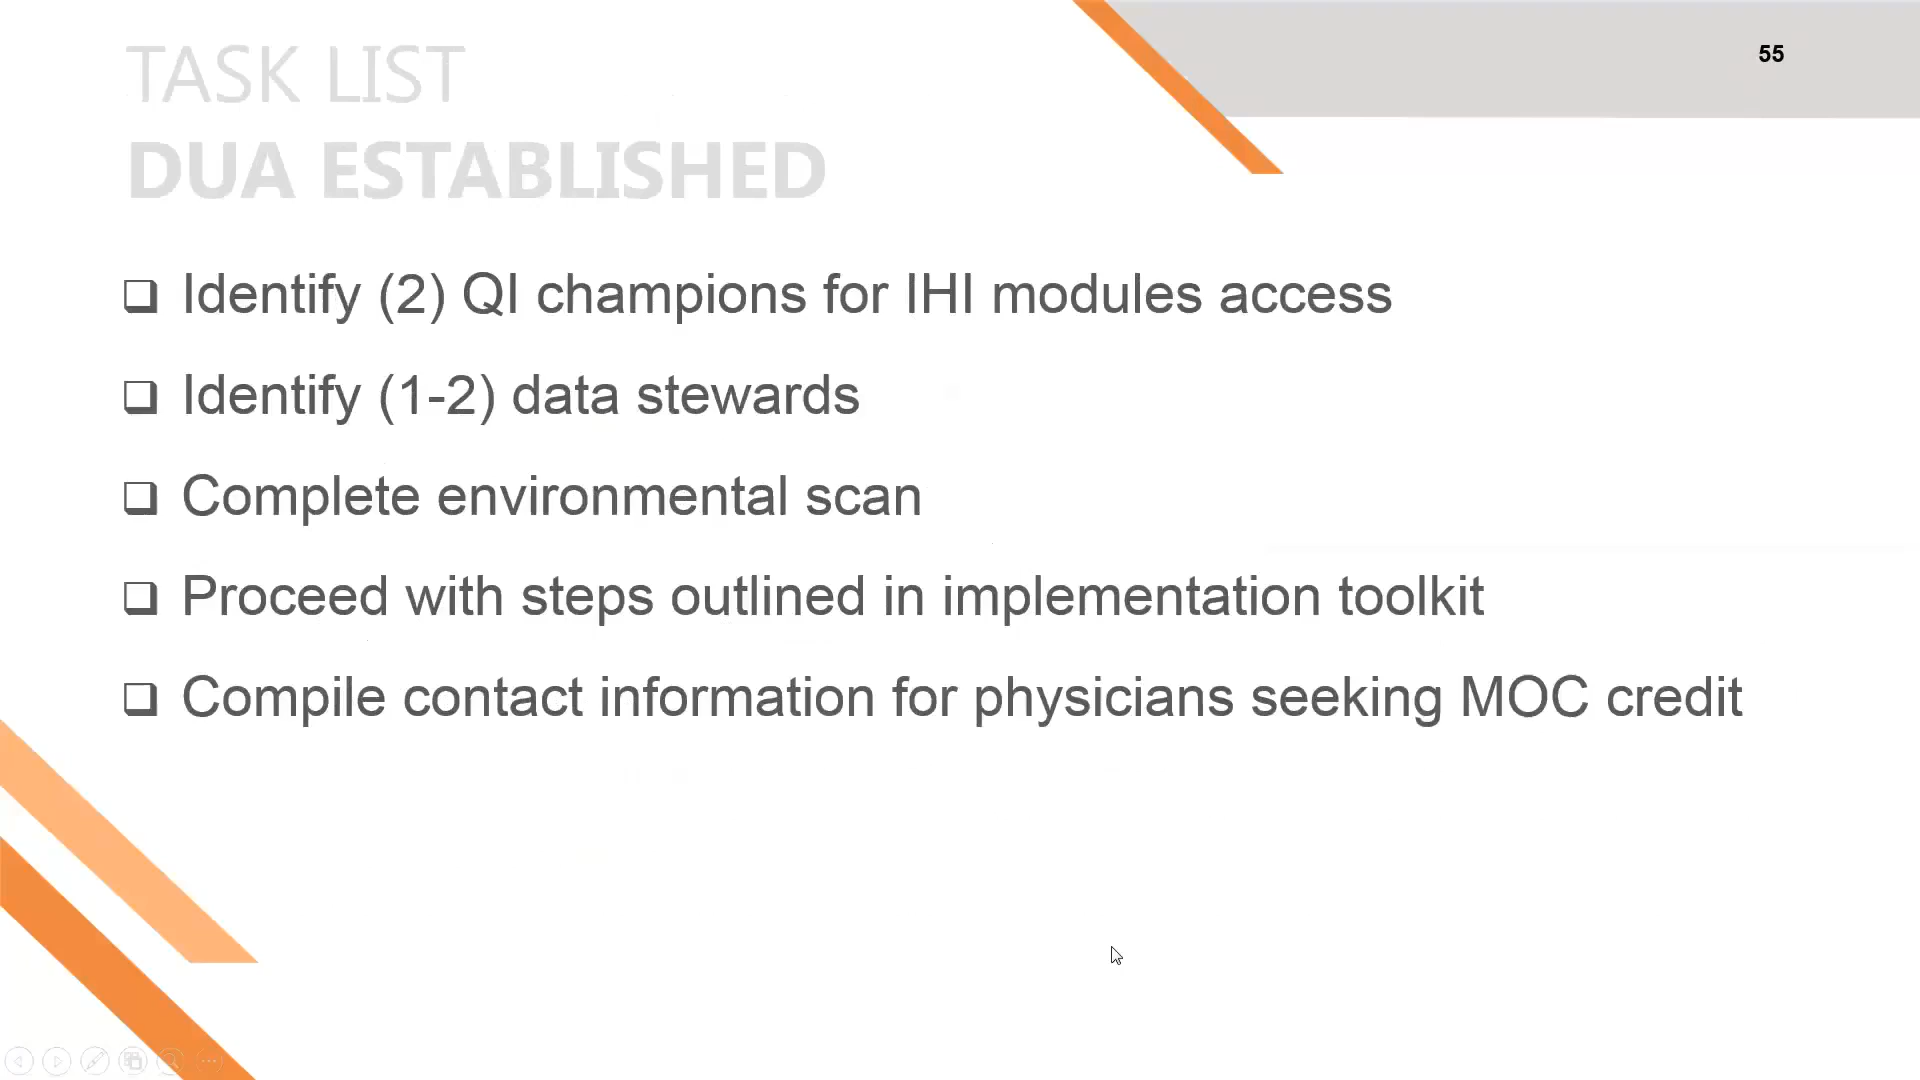 55
TASK LIST
DUA ESTABLISHED
Identify (2) QI champions for IHI modules access
Identify (1-2) data stewards
Complete environmental scan
Proceed with steps outlined in implementation toolkit
Compile contact information for physicians seeking MOC credit